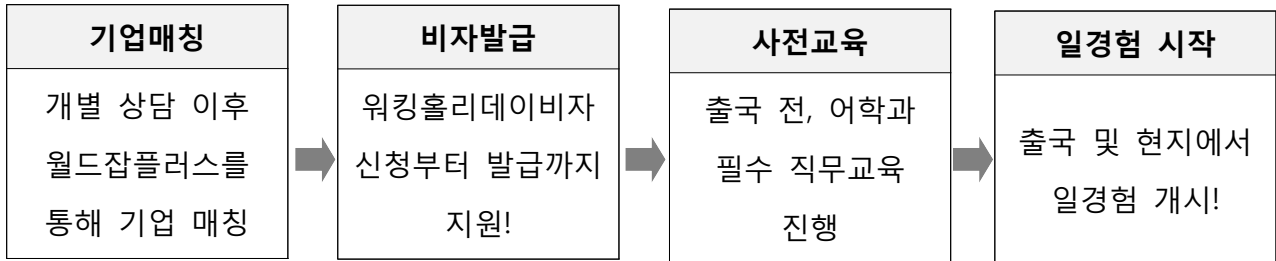 기업매칭
개별 상담 이후
월드잡플러스를
통해 기업 매칭
비자발급
워킹홀리데이비자
신청부터 발급까지
지원!
사전교육
출국 전, 어학과
필수 직무교육
진행
일경험 시작
출국 및 현지에서
일경험 개시!